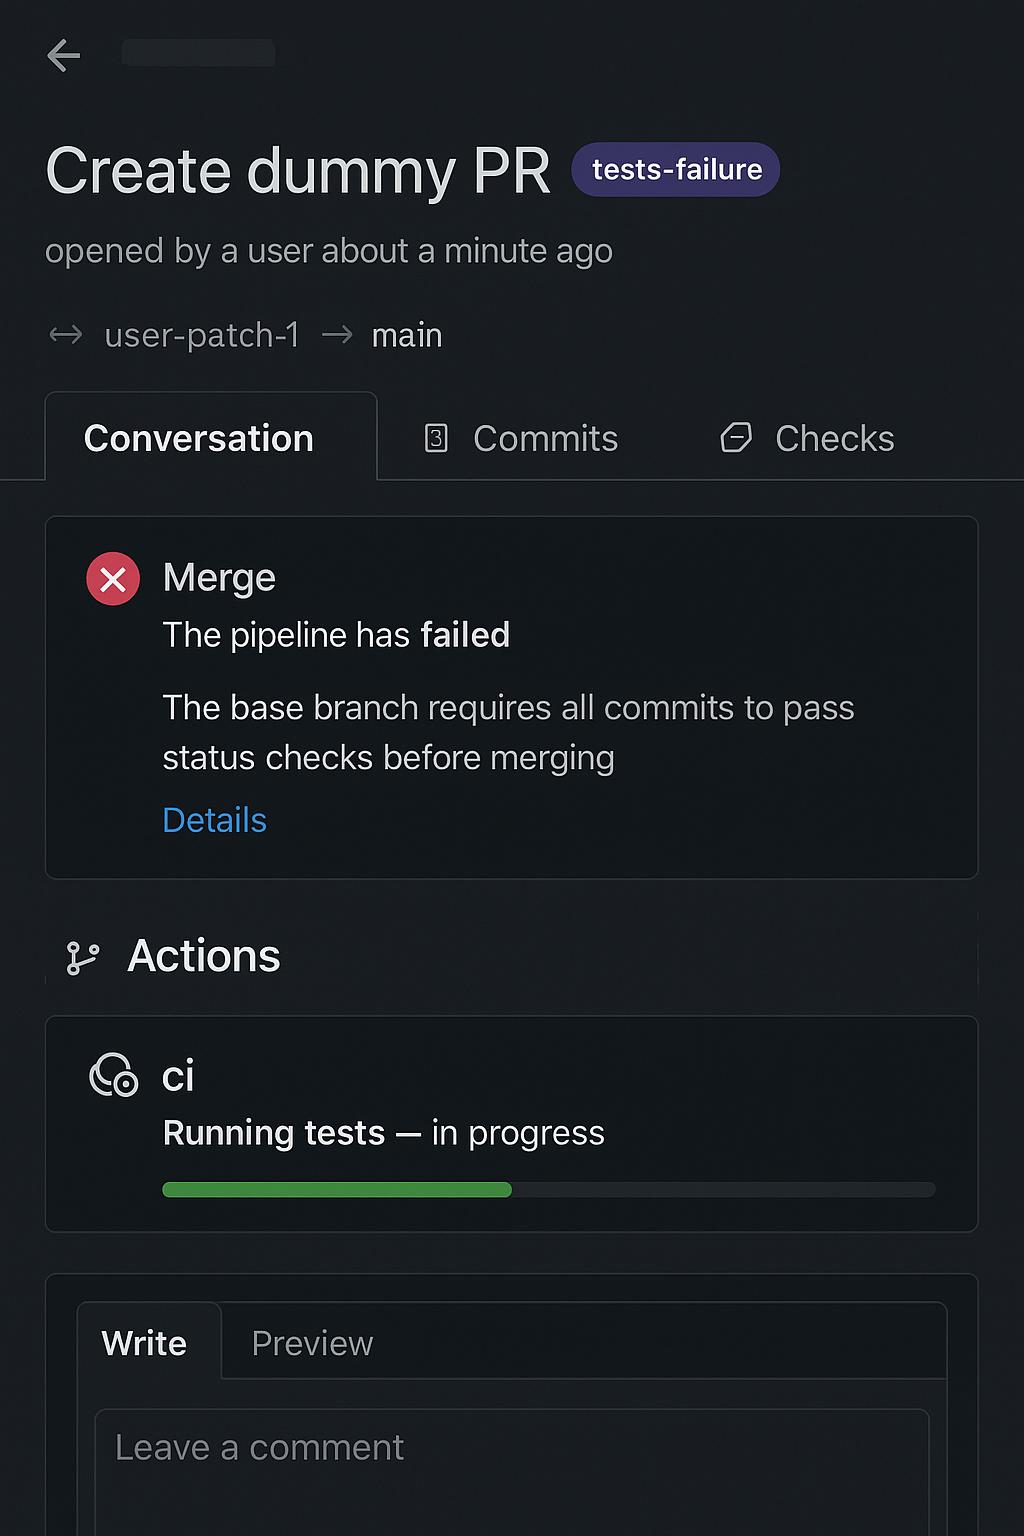 Create dummy PR tests-failure
opened by a user about a minute ago
user-patch-1 → main
Conversation 3 Commits Checks
Merge
The pipeline has failed
The base branch requires all commits to pass
status checks before merging
Details
Actions
ci
Running tests — in progress
Write Preview
Leave a comment